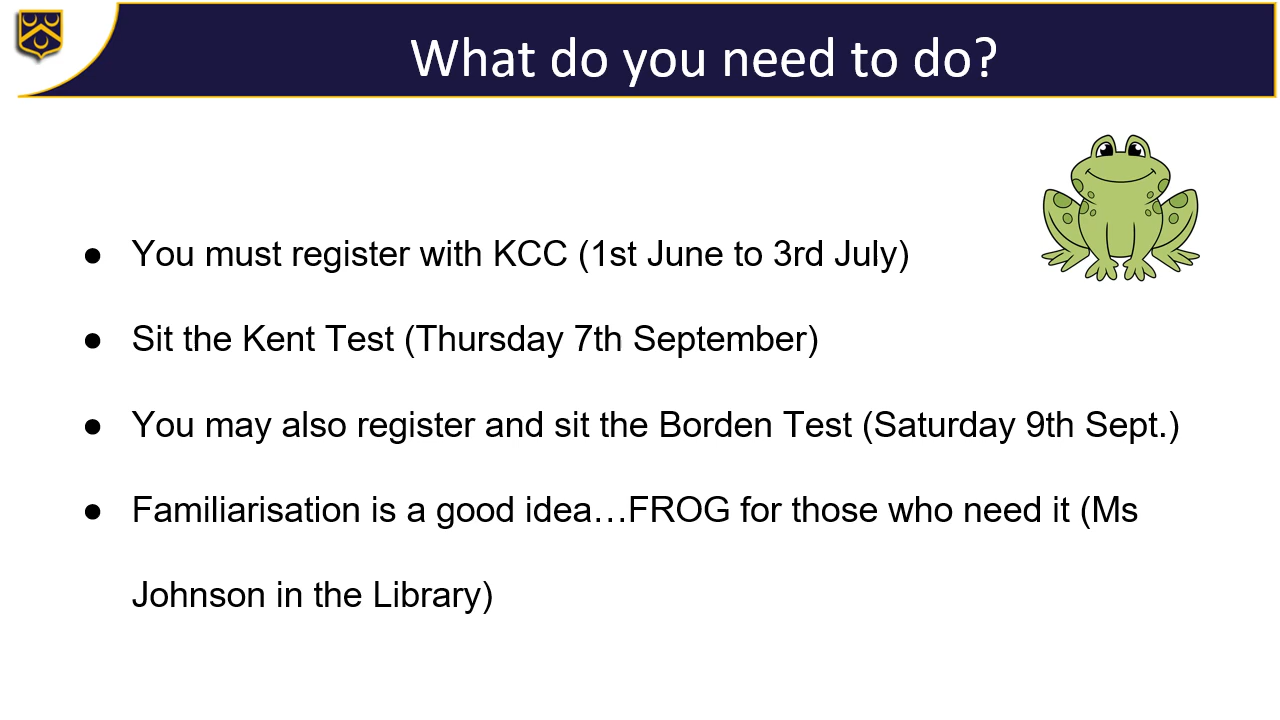 What do you need to do?
● You must register with KCC (1st June to 3rd July)
● Sit the Kent Test (Thursday 7th September)
● You may also register and sit the Borden Test (Saturday 9th Sept.)
● Familiarisation is a good idea…FROG for those who need it (Ms
Johnson in the Library)